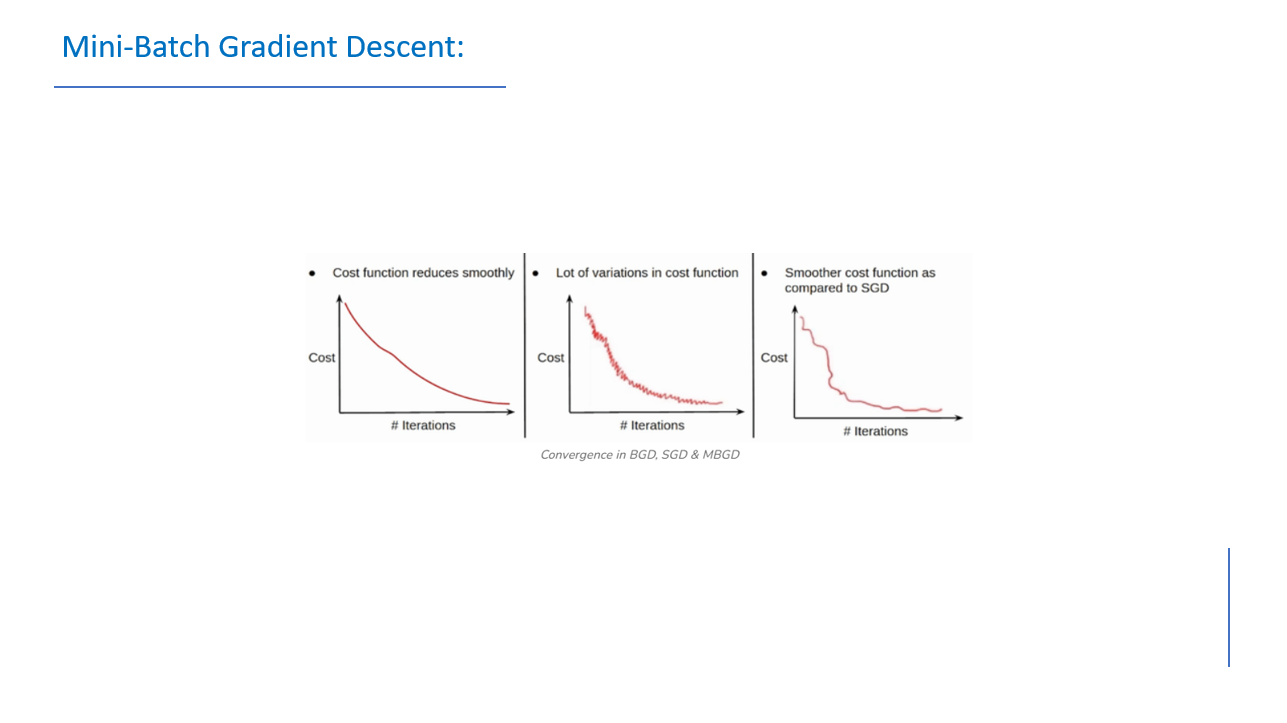 Mini-Batch Gradient Descent:
• Cost function reduces smoothly
Cost
# Iterations
• Lot of variations in cost function
Cost
# Iterations
• Smoother cost function as
compared to SGD
Cost
# Iterations
Convergence in BGD, SGD & MBGD